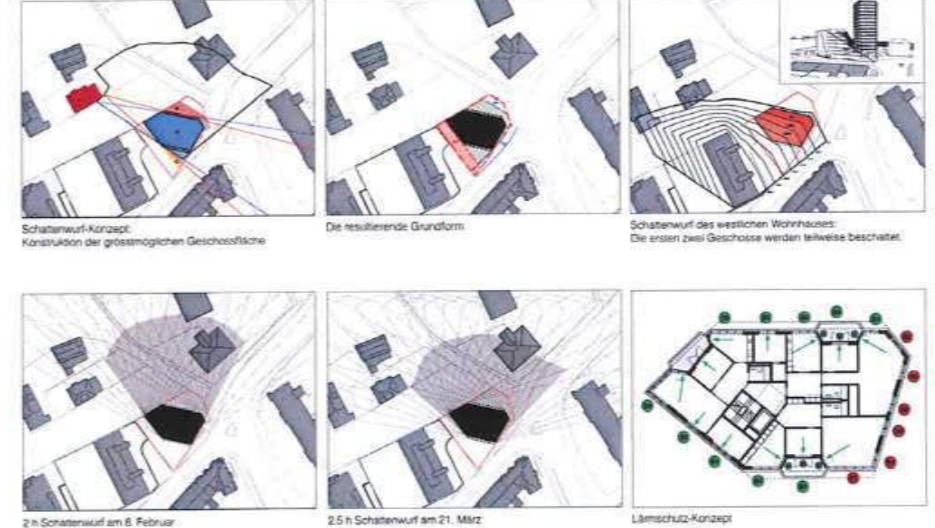 Schattenwurf-Konzept:
Konstruktion der grösstmöglichen Geschossfläche
Die resultierende Grundform
Schattenwurf des westlichen Wohnhauses:
Die ersten zwei Geschosse werden teilweise beschattet.
2 h Schattenwurf am 8. Februar
2.5 h Schattenwurf am 21. März
Lärmschutz-Konzept